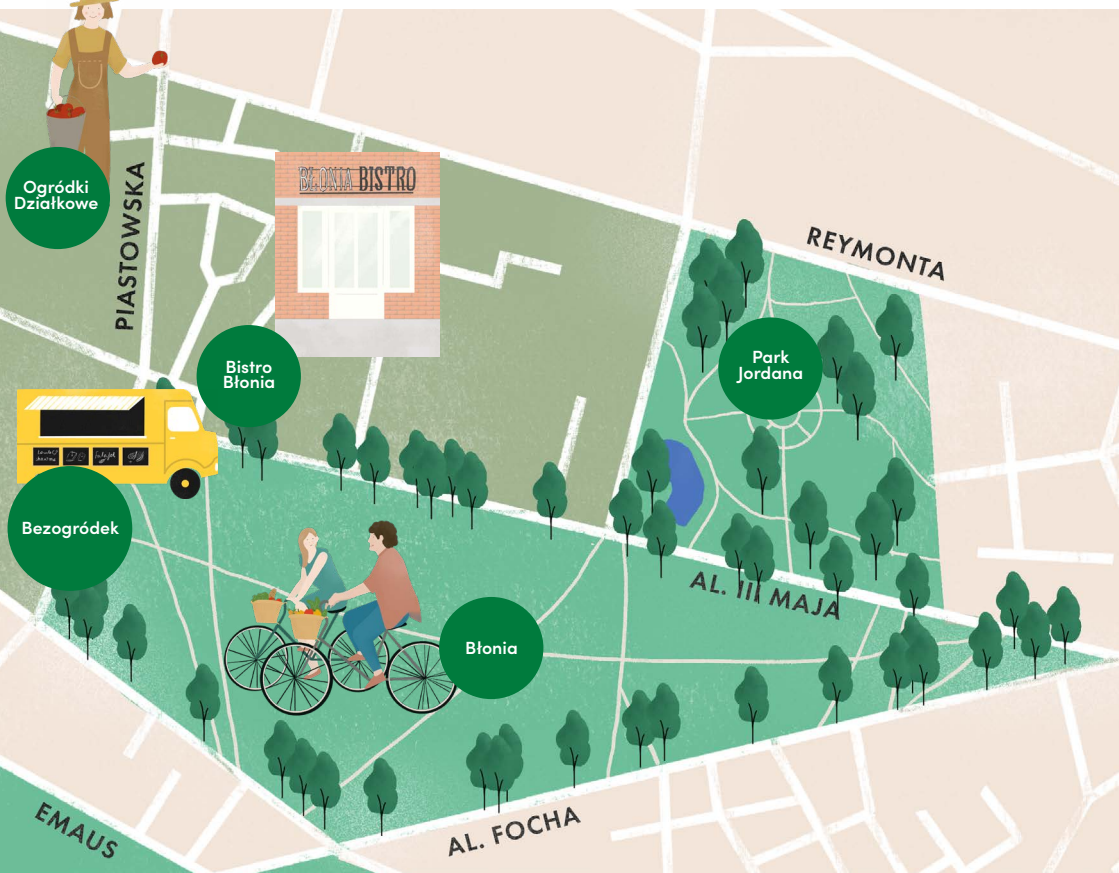 Ogródki
Działkowe
PIASTOWSKA
BŁONIA BISTRO
REYMONTA
Park
Jordana
Bistro
Błonia
Bezogródek
AL. III MAJA
Błonia
AL. FOCHA
EMAUS